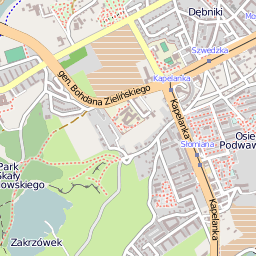 Dębniki
Szwedzka
Kapelanka
gen. Bohdana Zielińskiego
Kapelanka
Słomiana
Osie
Podwaw
Park
Skały
owskiego
Kapelanka
Zakrzówek